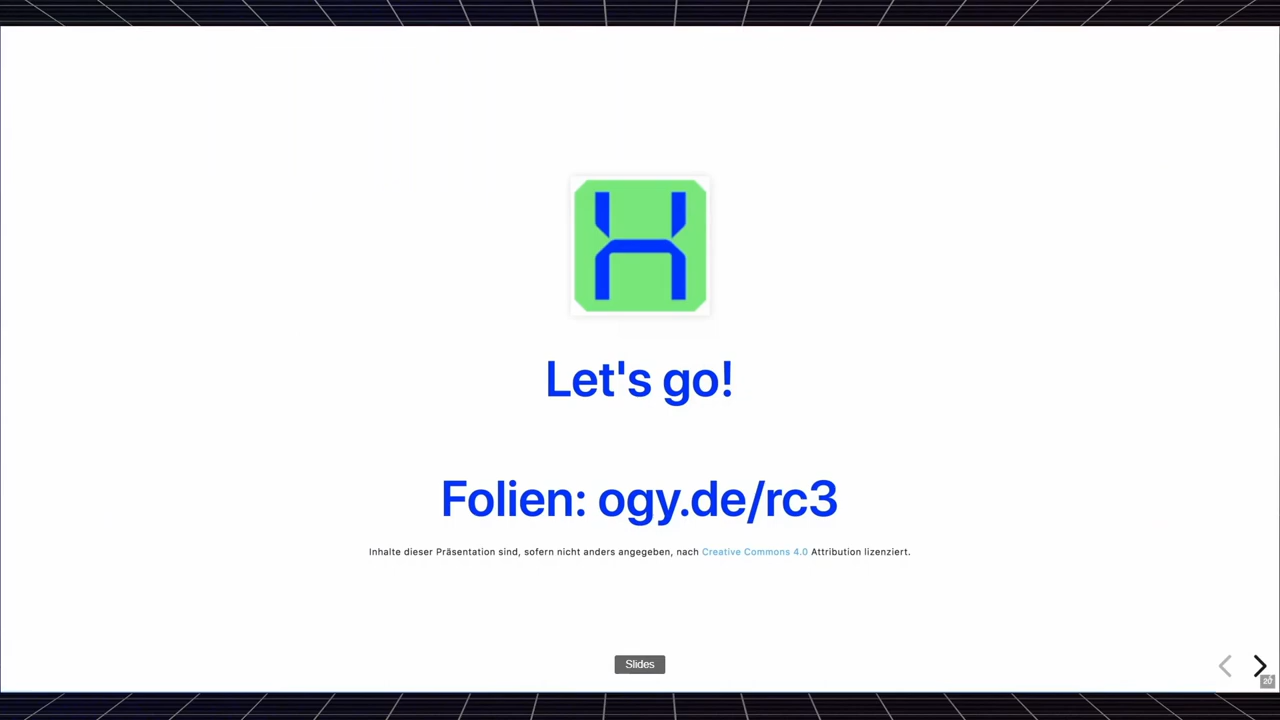 H
Let's go!
Folien: ogy.de/rc3
Inhalte dieser Präsentation sind, sofern nicht anders angegeben, nach Creative Commons 4.0 Attribution lizenziert.
Slides